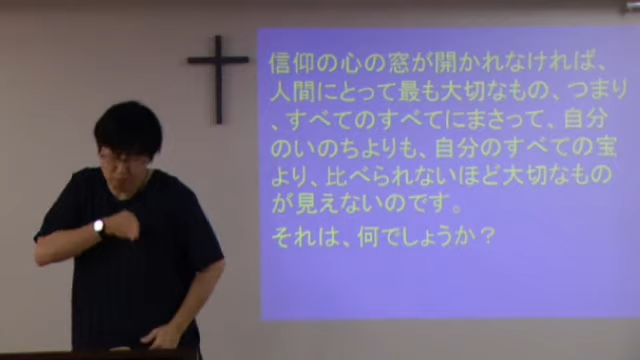 信仰の心の窓が開かれなければ、
人間にとって最も大切なもの、つまり
、すべてのすべてにまさって、自分
のいのちよりも、自分のすべての宝
より、比べられないほど大切なもの
が見えないのです。
それは、何でしょうか？